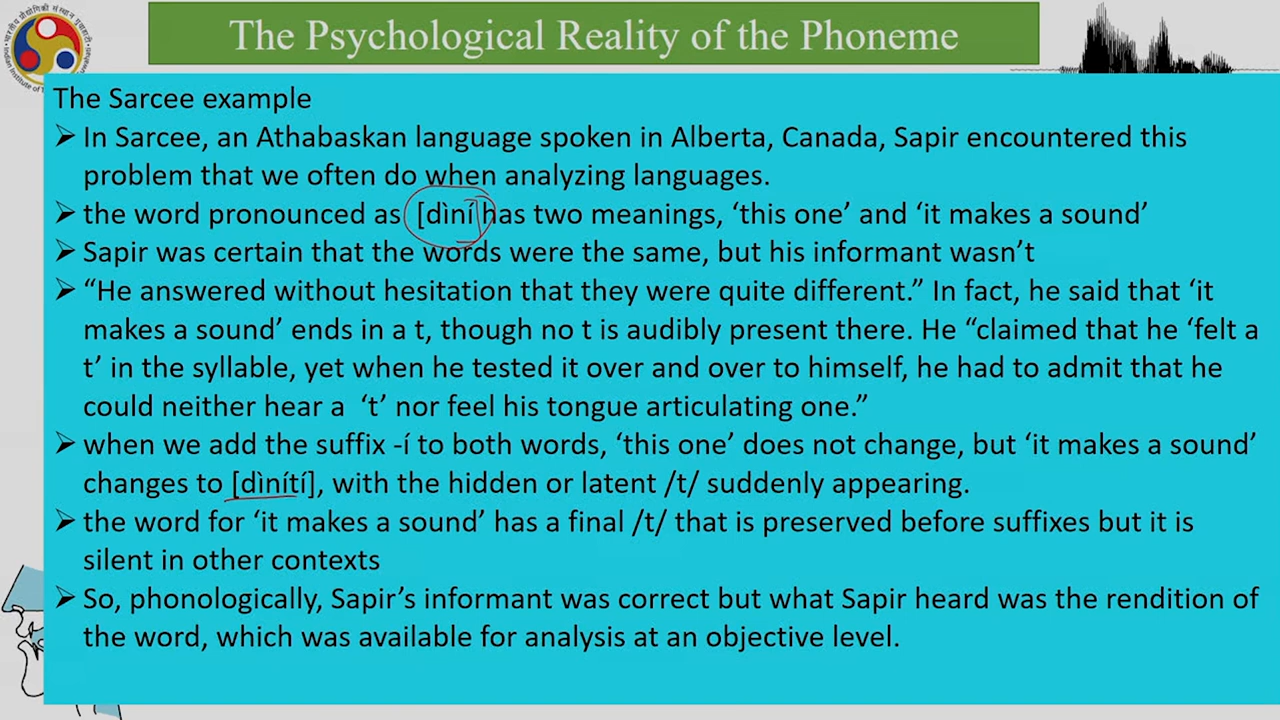 The Psychological Reality of the Phoneme
The Sarcee example
➢ In Sarcee, an Athabaskan language spoken in Alberta, Canada, Sapir encountered this
problem that we often do when analyzing languages.
➢ the word pronounced as [dìní] has two meanings, ‘this one’ and ‘it makes a sound’
➢ Sapir was certain that the words were the same, but his informant wasn’t
➢ “He answered without hesitation that they were quite different.” In fact, he said that ‘it
makes a sound’ ends in a t, though no t is audibly present there. He “claimed that he ‘felt a
t’ in the syllable, yet when he tested it over and over to himself, he had to admit that he
could neither hear a ‘t’ nor feel his tongue articulating one.”
➢ when we add the suffix -í to both words, ‘this one’ does not change, but ‘it makes a sound’
changes to [dìnítí], with the hidden or latent /t/ suddenly appearing.
➢ the word for ‘it makes a sound’ has a final /t/ that is preserved before suffixes but it is
silent in other contexts
➢ So, phonologically, Sapir’s informant was correct but what Sapir heard was the rendition of
the word, which was available for analysis at an objective level.